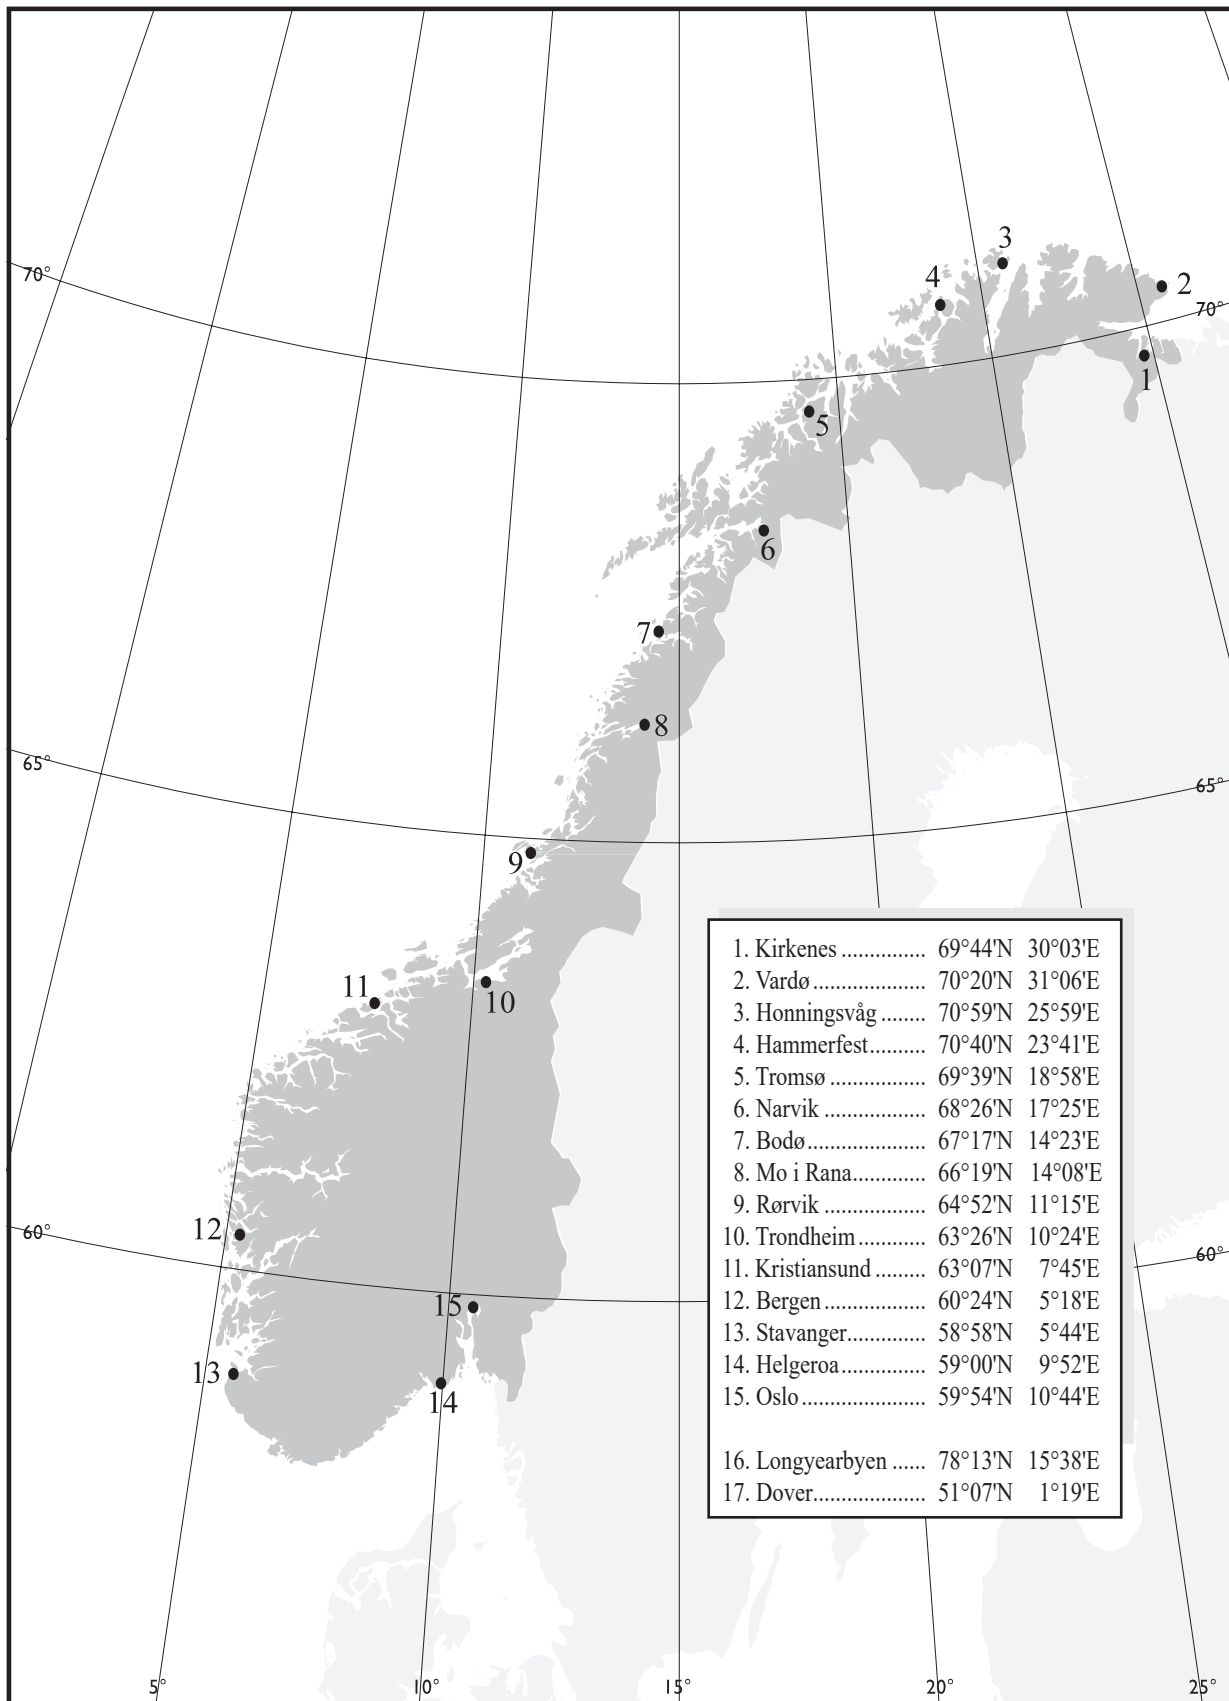 3
4
2
70°
70°
1
5
6
7
8
65°
65°
9
11
10
12
60°
60°
15
13
14
1. Kirkenes .............. 69°44'N 30°03'E
2. Vardø .................... 70°20'N 31°06'E
3. Honningsvåg ........ 70°59'N 25°59'E
4. Hammerfest.......... 70°40'N 23°41'E
5. Tromsø ................. 69°39'N 18°58'E
6. Narvik .................. 68°26'N 17°25'E
7. Bodø..................... 67°17'N 14°23'E
8. Mo i Rana............. 66°19'N 14°08'E
9. Rørvik .................. 64°52'N 11°15'E
10. Trondheim ............ 63°26'N 10°24'E
11. Kristiansund ......... 63°07'N 7°45'E
12. Bergen .................. 60°24'N 5°18'E
13. Stavanger.............. 58°58'N 5°44'E
14. Helgeroa ............... 59°00'N 9°52'E
15. Oslo ...................... 59°54'N 10°44'E
16. Longyearbyen ...... 78°13'N 15°38'E
17. Dover.................... 51°07'N 1°19'E
5° 10° 15° 20° 25°